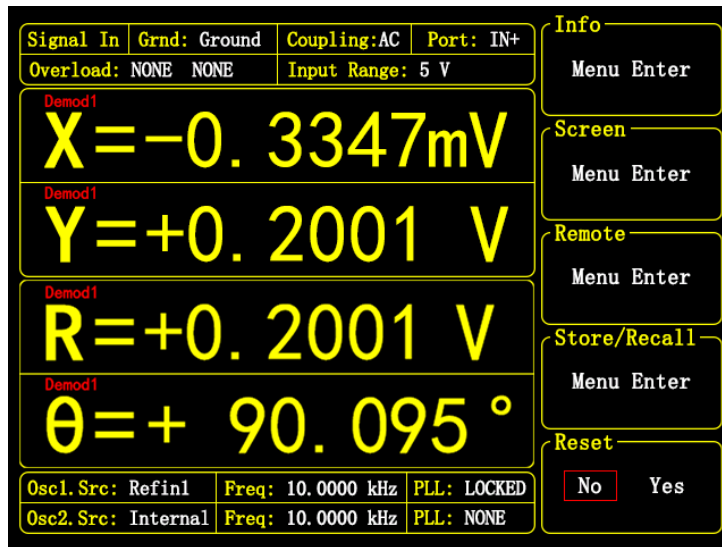 Signal In Grnd: Ground Coupling:AC Port: IN+
Overload: NONE NONE Input Range: 5 V
Demod1
X=-0.3347mV
Demod1
Y=+0.2001 V
Demod1
R=+0.2001 V
Demod1
θ=+ 90.095°
Osc1.Src: Refin1 Freq: 10.0000 kHz PLL: LOCKED
Osc2.Src: Internal Freq: 10.0000 kHz PLL: NONE
Info
Menu Enter
Screen
Menu Enter
Remote
Menu Enter
Store/Recall
Menu Enter
Reset
No Yes